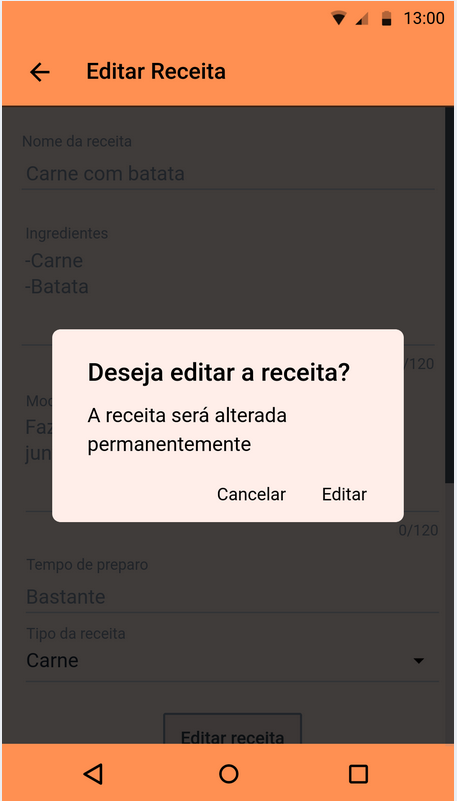 13:00
Editar Receita
Nome da receita
Carne com batata
Ingredientes
-Carne
-Batata
/120
Deseja editar a receita?
A receita será alterada
permanentemente
Cancelar Editar
0/120
Tempo de preparo
Bastante
Tipo da receita
Carne
Editar receita